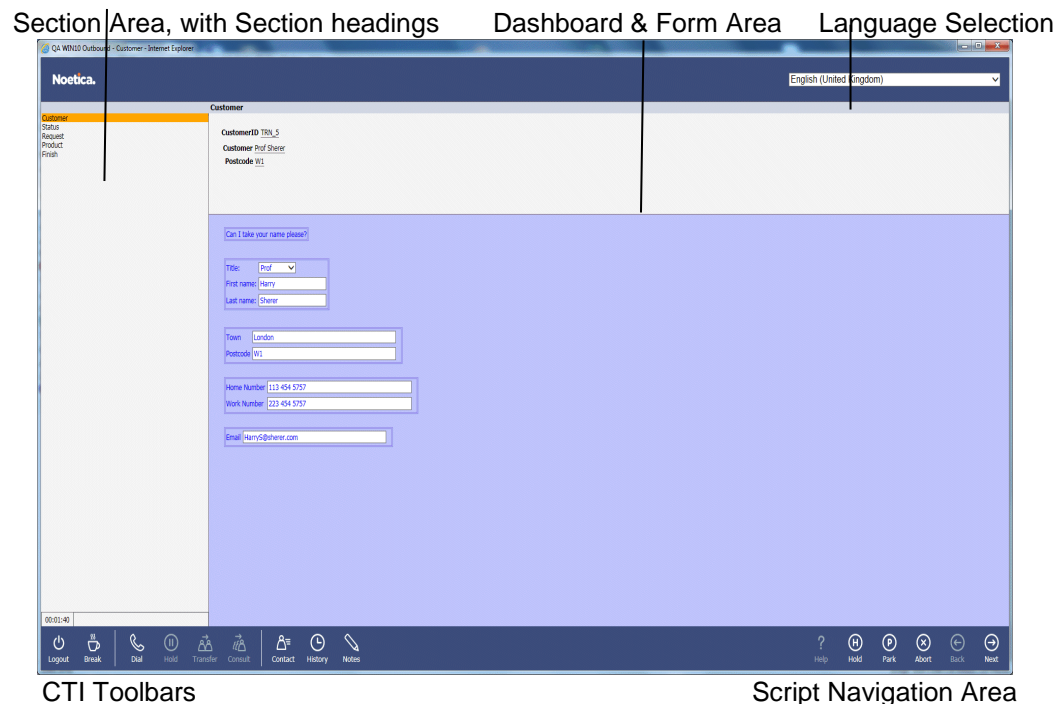 Section Area, with Section headings Dashboard & Form Area Language Selection
QA WIN10 Outbound - Customer - Internet Explorer
Noetica.
English (United Kingdom)
Customer
Customer
Status
Request
Product
Finish
CustomerID TRN_5
Customer Prof Sherer
Postcode W1
Can I take your name please?
Title: Prof
First name: Harry
Last name: Sherer
Town London
Postcode W1
Home Number 113 454 5757
Work Number 223 454 5757
Email HarryS@sherer.com
00:01:40
Logout Break Dial Hold Transfer Consult Contact History Notes Help Hold Park Abort Back Next
CTI Toolbars Script Navigation Area